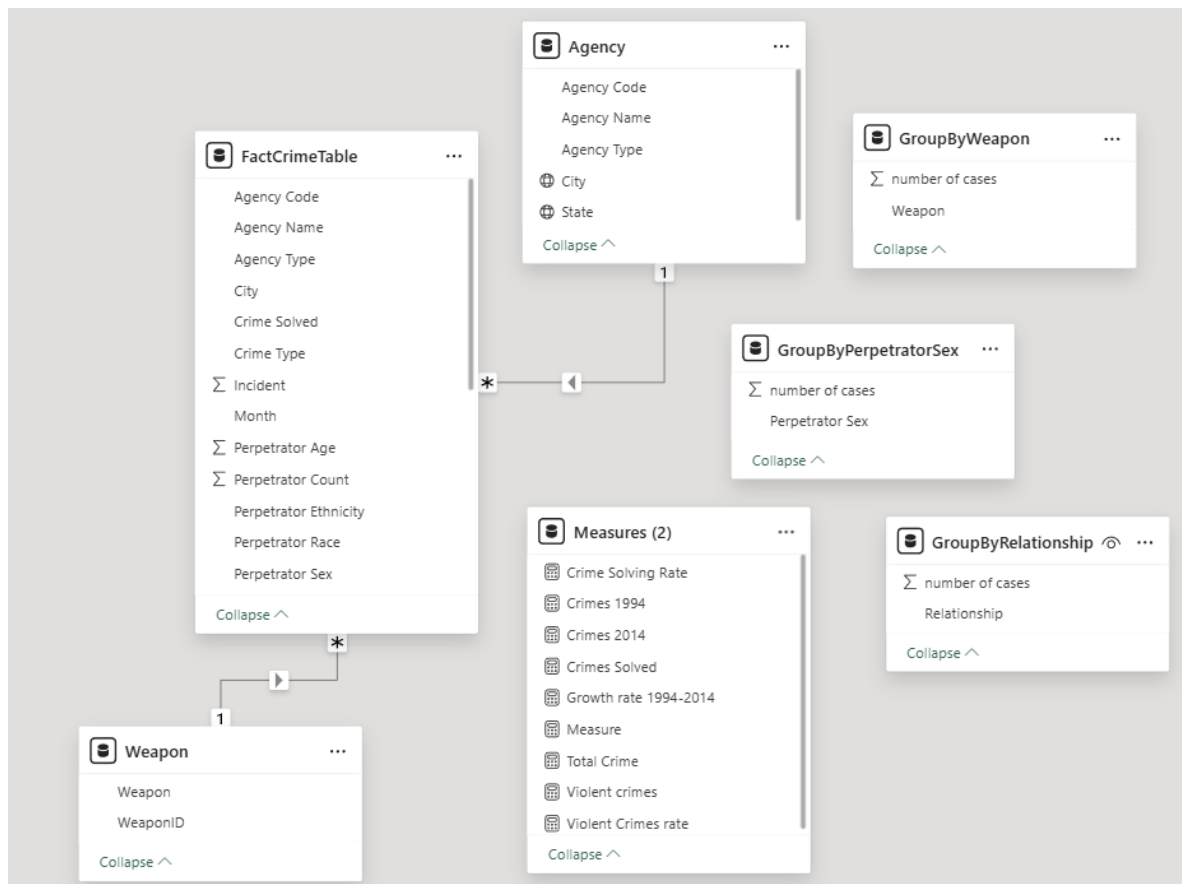 Agency
Agency Code
Agency Name
Agency Type
City
State
Collapse
1
FactCrimeTable
Agency Code
Agency Name
Agency Type
City
Crime Solved
Crime Type
Σ Incident
Month
Σ Perpetrator Age
Σ Perpetrator Count
Perpetrator Ethnicity
Perpetrator Race
Perpetrator Sex
Collapse
*
*
GroupByWeapon
Σ number of cases
Weapon
Collapse
GroupByPerpetratorSex
Σ number of cases
Perpetrator Sex
Collapse
Measures (2)
Crime Solving Rate
Crimes 1994
Crimes 2014
Crimes Solved
Growth rate 1994-2014
Measure
Total Crime
Violent crimes
Violent Crimes rate
Collapse
GroupByRelationship
Σ number of cases
Relationship
Collapse
1
Weapon
Weapon
WeaponID
Collapse